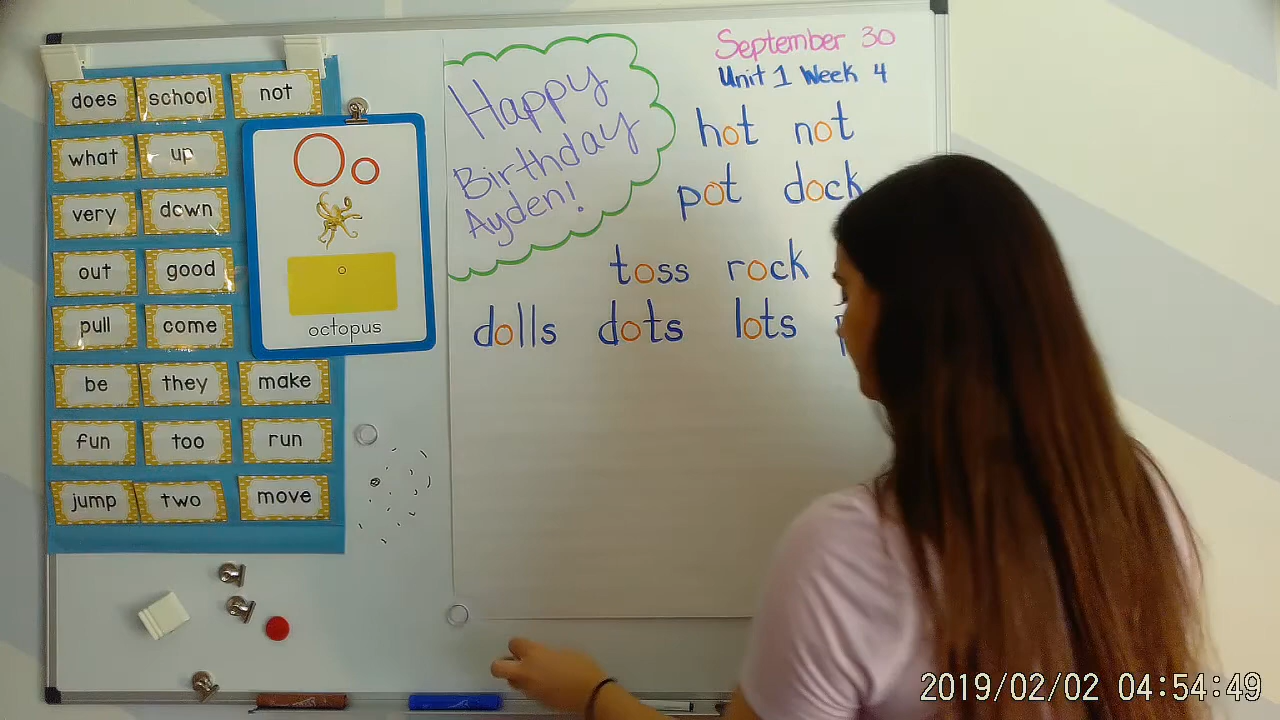 does school not
what up
very down
out good
pull come
be they make
fun too run
jump two move
Oo
o
octopus
Happy
Birthday
Ayden!
September 30
Unit 1 Week 4
hot not
pot dock
toss rock
dolls dots lots
2019/02/02 04:54:49